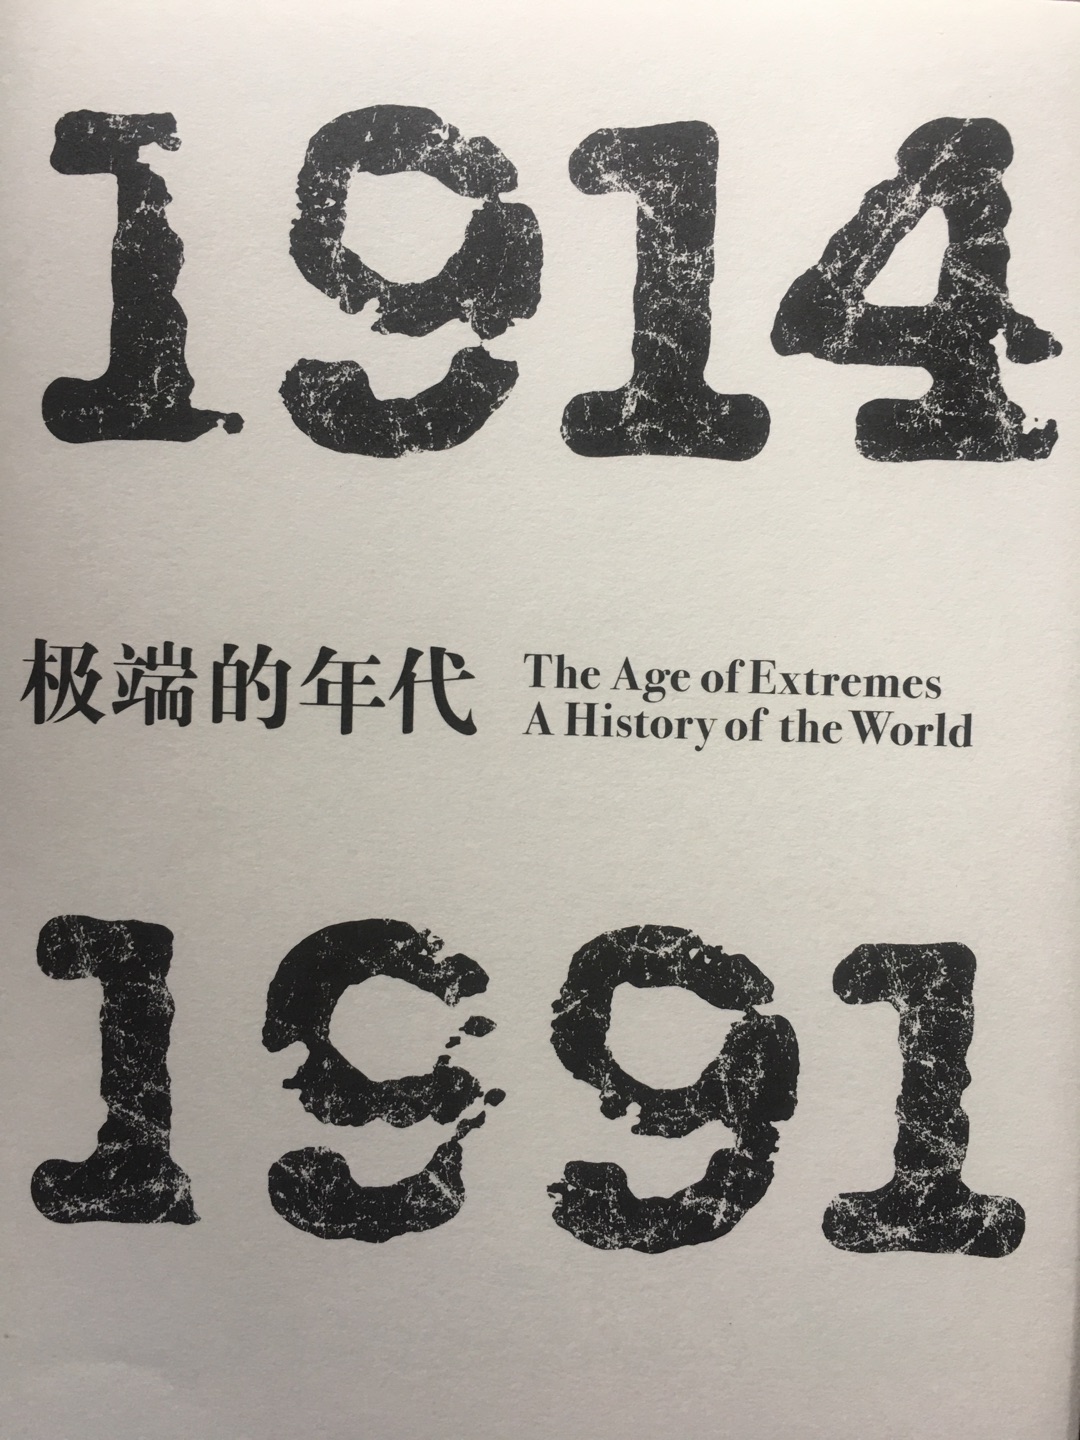 1914
极端的年代
The Age of Extremes
A History of the World
1991